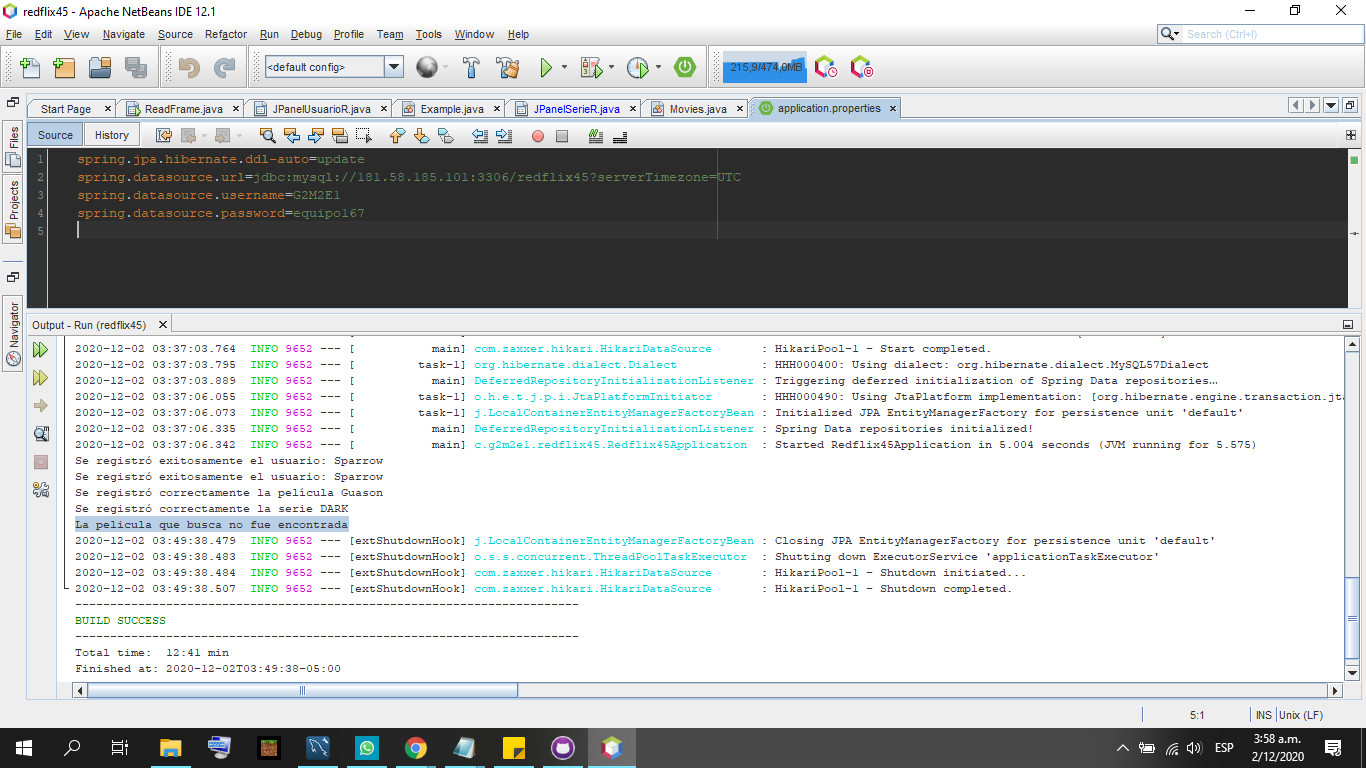 redflix45 - Apache NetBeans IDE 12.1
File Edit View Navigate Source Refactor Run Debug Profile Team Tools Window Help
Search (Ctrl+I)
<default config>
215,9/474,0MB
Start Page ReadFrame.java JPanelUsuarioR.java Example.java JPanelSerieR.java Movies.java application.properties
Source History
Files
Projects
Navigator
1 spring.jpa.hibernate.ddl-auto=update
2 spring.datasource.url=jdbc:mysql://181.58.185.101:3306/redflix45?serverTimezone=UTC
3 spring.datasource.username=G2M2E1
4 spring.datasource.password=equipo167
5
Output - Run (redflix45)
2020-12-02 03:37:03.764 INFO 9652 --- [ main] com.zaxxer.hikari.HikariDataSource : HikariPool-1 - Start completed.
2020-12-02 03:37:03.795 INFO 9652 --- [ task-1] org.hibernate.dialect.Dialect : HHH000400: Using dialect: org.hibernate.dialect.MySQL57Dialect
2020-12-02 03:37:03.889 INFO 9652 --- [ main] DeferredRepositoryInitializationListener : Triggering deferred initialization of Spring Data repositories…
2020-12-02 03:37:06.055 INFO 9652 --- [ task-1] o.h.e.t.j.p.i.JtaPlatformInitiator : HHH000490: Using JtaPlatform implementation: [org.hibernate.engine.transaction.jta
2020-12-02 03:37:06.073 INFO 9652 --- [ task-1] j.LocalContainerEntityManagerFactoryBean : Initialized JPA EntityManagerFactory for persistence unit 'default'
2020-12-02 03:37:06.335 INFO 9652 --- [ main] DeferredRepositoryInitializationListener : Spring Data repositories initialized!
2020-12-02 03:37:06.342 INFO 9652 --- [ main] c.g2m2e1.redflix45.Redflix45Application : Started Redflix45Application in 5.004 seconds (JVM running for 5.575)
Se registró exitosamente el usuario: Sparrow
Se registró exitosamente el usuario: Sparrow
Se registró correctamente la película Guason
Se registró correctamente la serie DARK
La pelicula que busca no fue encontrada
2020-12-02 03:49:38.479 INFO 9652 --- [extShutdownHook] j.LocalContainerEntityManagerFactoryBean : Closing JPA EntityManagerFactory for persistence unit 'default'
2020-12-02 03:49:38.483 INFO 9652 --- [extShutdownHook] o.s.s.concurrent.ThreadPoolTaskExecutor : Shutting down ExecutorService 'applicationTaskExecutor'
2020-12-02 03:49:38.484 INFO 9652 --- [extShutdownHook] com.zaxxer.hikari.HikariDataSource : HikariPool-1 - Shutdown initiated...
2020-12-02 03:49:38.507 INFO 9652 --- [extShutdownHook] com.zaxxer.hikari.HikariDataSource : HikariPool-1 - Shutdown completed.
------------------------------------------------------------------------
BUILD SUCCESS
------------------------------------------------------------------------
Total time: 12:41 min
Finished at: 2020-12-02T03:49:38-05:00
5:1 INS Unix (LF)
ESP
3:58 a.m.
2/12/2020